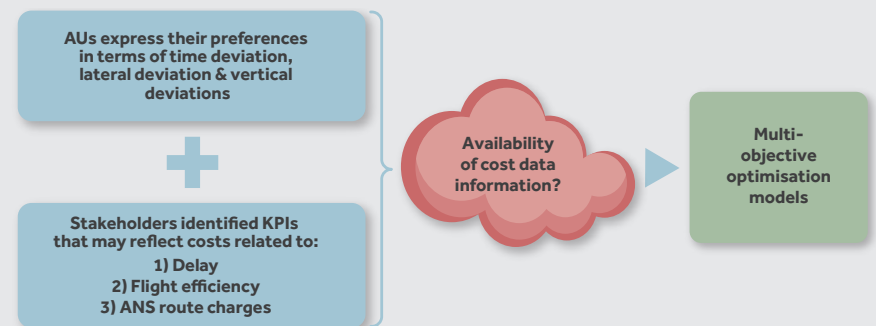 AUs express their preferences
in terms of time deviation,
lateral deviation & vertical
deviations
Stakeholders identified KPIs
that may reflect costs related to:
1) Delay
2) Flight efficiency
3) ANS route charges
Availability
of cost data
information?
Multi-
objective
optimisation
models